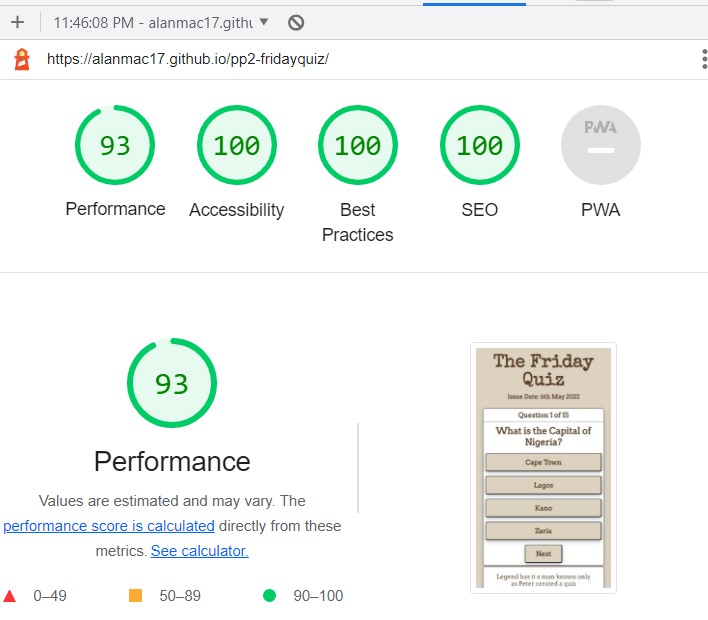 11:46:08 PM - alanmac17.githu
https://alanmac17.github.io/pp2-fridayquiz/
93 100 100 100 PWA
Performance Accessibility Best Practices SEO PWA
93
Performance
Values are estimated and may vary. The
performance score is calculated directly from these
metrics. See calculator.
0–49 50–89 90–100
The Friday
Quiz
Issue Date: 6th May 2022
Question 1 of 15
What is the Capital of
Nigeria?
Cape Town
Lagos
Kano
Zaria
Next
Legend has it a man known only
as Peter created a quiz